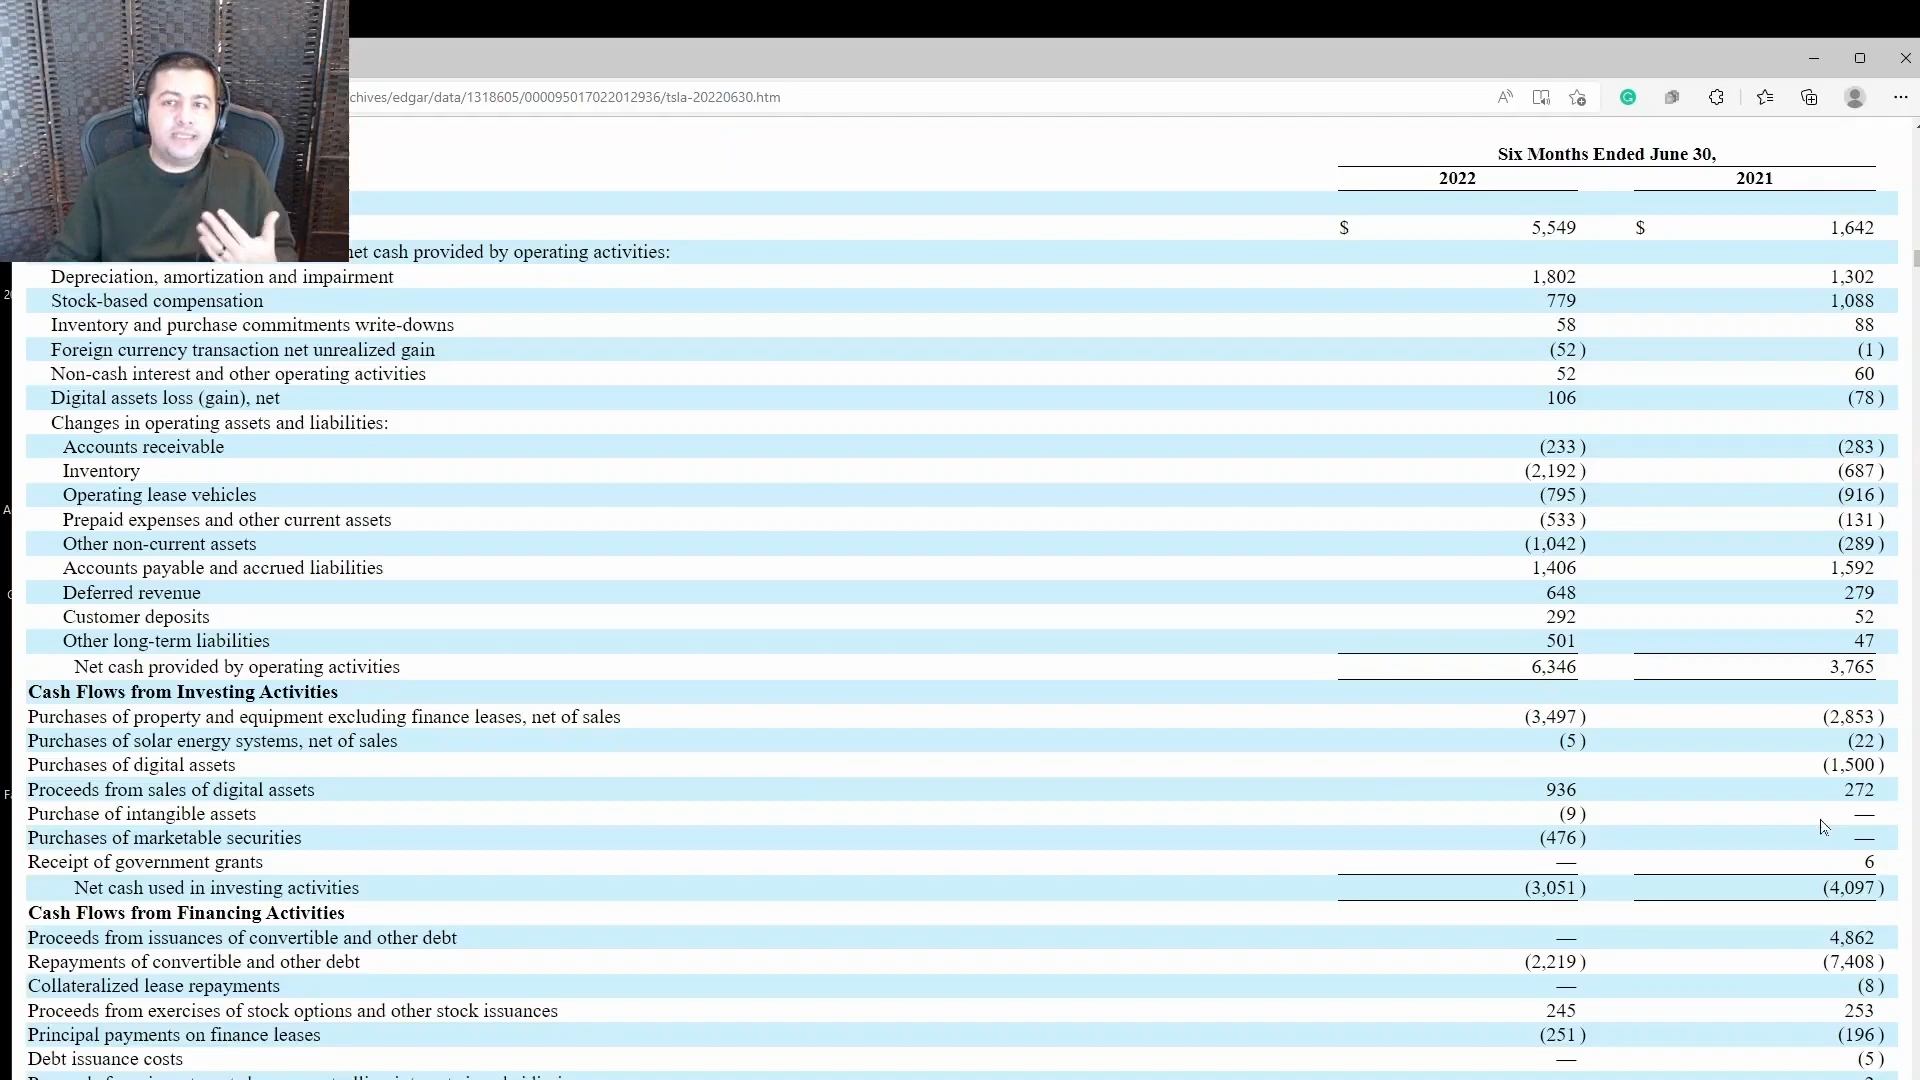 chives/edgar/data/1318605/000095017022012936/tsla-20220630.htm
Six Months Ended June 30,
2022 2021
$ 5,549 $ 1,642
net cash provided by operating activities:
Depreciation, amortization and impairment 1,802 1,302
Stock-based compensation 779 1,088
Inventory and purchase commitments write-downs 58 88
Foreign currency transaction net unrealized gain (52 ) (1 )
Non-cash interest and other operating activities 52 60
Digital assets loss (gain), net 106 (78 )
Changes in operating assets and liabilities:
Accounts receivable (233 ) (283 )
Inventory (2,192 ) (687 )
Operating lease vehicles (795 ) (916 )
Prepaid expenses and other current assets (533 ) (131 )
Other non-current assets (1,042 ) (289 )
Accounts payable and accrued liabilities 1,406 1,592
Deferred revenue 648 279
Customer deposits 292 52
Other long-term liabilities 501 47
Net cash provided by operating activities 6,346 3,765
Cash Flows from Investing Activities
Purchases of property and equipment excluding finance leases, net of sales (3,497 ) (2,853 )
Purchases of solar energy systems, net of sales (5 ) (22 )
Purchases of digital assets (1,500 )
Proceeds from sales of digital assets 936 272
Purchase of intangible assets (9 ) —
Purchases of marketable securities (476 ) —
Receipt of government grants — 6
Net cash used in investing activities (3,051 ) (4,097 )
Cash Flows from Financing Activities
Proceeds from issuances of convertible and other debt — 4,862
Repayments of convertible and other debt (2,219 ) (7,408 )
Collateralized lease repayments — (8 )
Proceeds from exercises of stock options and other stock issuances 245 253
Principal payments on finance leases (251 ) (196 )
Debt issuance costs — (5 )